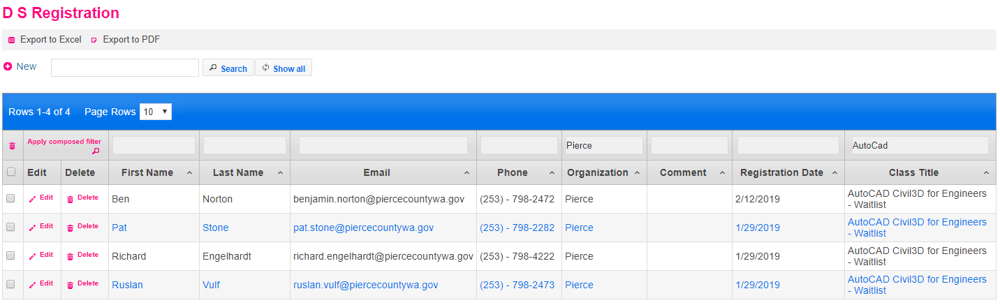 D S Registration
Export to Excel Export to PDF
New Search Show all
Rows 1-4 of 4 Page Rows 10
Apply composed filter Pierce AutoCad
Edit Delete First Name Last Name Email Phone Organization Comment Registration Date Class Title
Edit Delete Ben Norton benjamin.norton@piercecountywa.gov (253) - 798-2472 Pierce 2/12/2019 AutoCAD Civil3D for Engineers
- Waitlist
Edit Delete Pat Stone pat.stone@piercecountywa.gov (253) - 798-2282 Pierce 1/29/2019 AutoCAD Civil3D for Engineers
- Waitlist
Edit Delete Richard Engelhardt richard.engelhardt@piercecountywa.gov (253) - 798-4222 Pierce 1/29/2019 AutoCAD Civil3D for Engineers
- Waitlist
Edit Delete Ruslan Vulf ruslan.vulf@piercecountywa.gov (253) - 798-2473 Pierce 1/29/2019 AutoCAD Civil3D for Engineers
- Waitlist